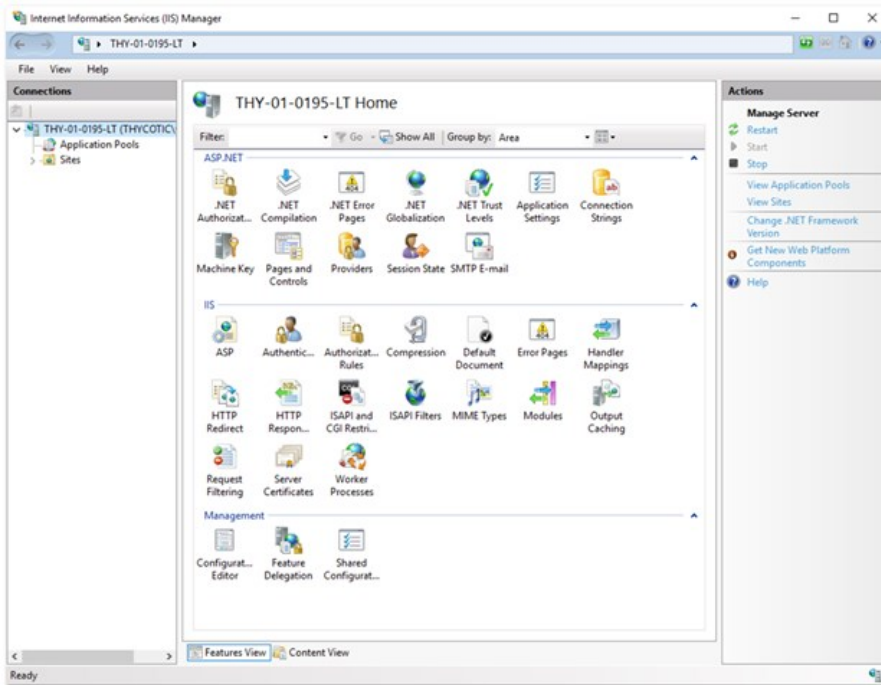 Internet Information Services (IIS) Manager
THY-01-0195-LT
File View Help
Connections
THY-01-0195-LT (THYCOTIC\
Application Pools
Sites
THY-01-0195-LT Home
Filter: Go Show All Group by: Area
ASP.NET
.NET Authorizat...
.NET Compilation
.NET Error Pages
.NET Globalization
.NET Trust Levels
Application Settings
Connection Strings
Machine Key
Pages and Controls
Providers
Session State
SMTP E-mail
IIS
ASP
Authentic...
Authorizat... Rules
Compression
Default Document
Error Pages
Handler Mappings
HTTP Redirect
HTTP Respon...
ISAPI and CGI Restri...
ISAPI Filters
MIME Types
Modules
Output Caching
Request Filtering
Server Certificates
Worker Processes
Management
Configurat... Editor
Feature Delegation
Shared Configurat...
Features View
Content View
Actions
Manage Server
Restart
Start
Stop
View Application Pools
View Sites
Change .NET Framework
Version
Get New Web Platform
Components
Help
Ready